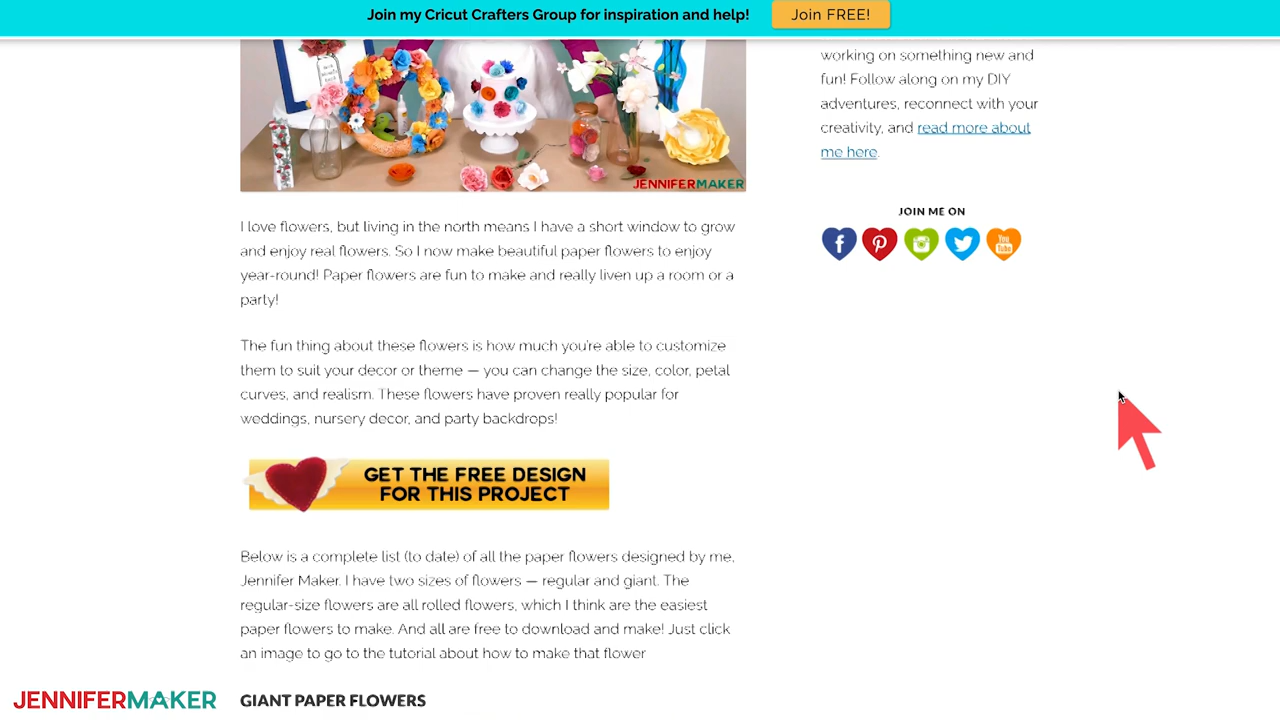 Join my Cricut Crafters Group for inspiration and help!
Join FREE!
JENNIFERMAKER
I love flowers, but living in the north means I have a short window to grow
and enjoy real flowers. So I now make beautiful paper flowers to enjoy
year-round! Paper flowers are fun to make and really liven up a room or a
party!
The fun thing about these flowers is how much you're able to customize
them to suit your decor or theme — you can change the size, color, petal
curves, and realism. These flowers have proven really popular for
weddings, nursery decor, and party backdrops!
GET THE FREE DESIGN
FOR THIS PROJECT
Below is a complete list (to date) of all the paper flowers designed by me,
Jennifer Maker. I have two sizes of flowers — regular and giant. The
regular-size flowers are all rolled flowers, which I think are the easiest
paper flowers to make. And all are free to download and make! Just click
an image to go to the tutorial about how to make that flower
GIANT PAPER FLOWERS
working on something new and
fun! Follow along on my DIY
adventures, reconnect with your
creativity, and read more about
me here.
JOIN ME ON
You
Tube
JENNIFERMAKER